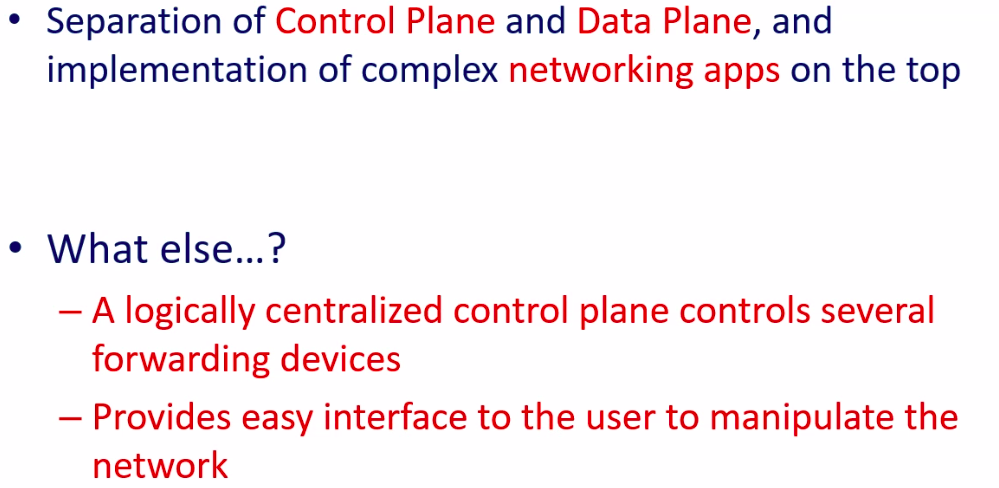 • Separation of Control Plane and Data Plane, and
implementation of complex networking apps on the top
• What else...?
– A logically centralized control plane controls several
forwarding devices
– Provides easy interface to the user to manipulate the
network